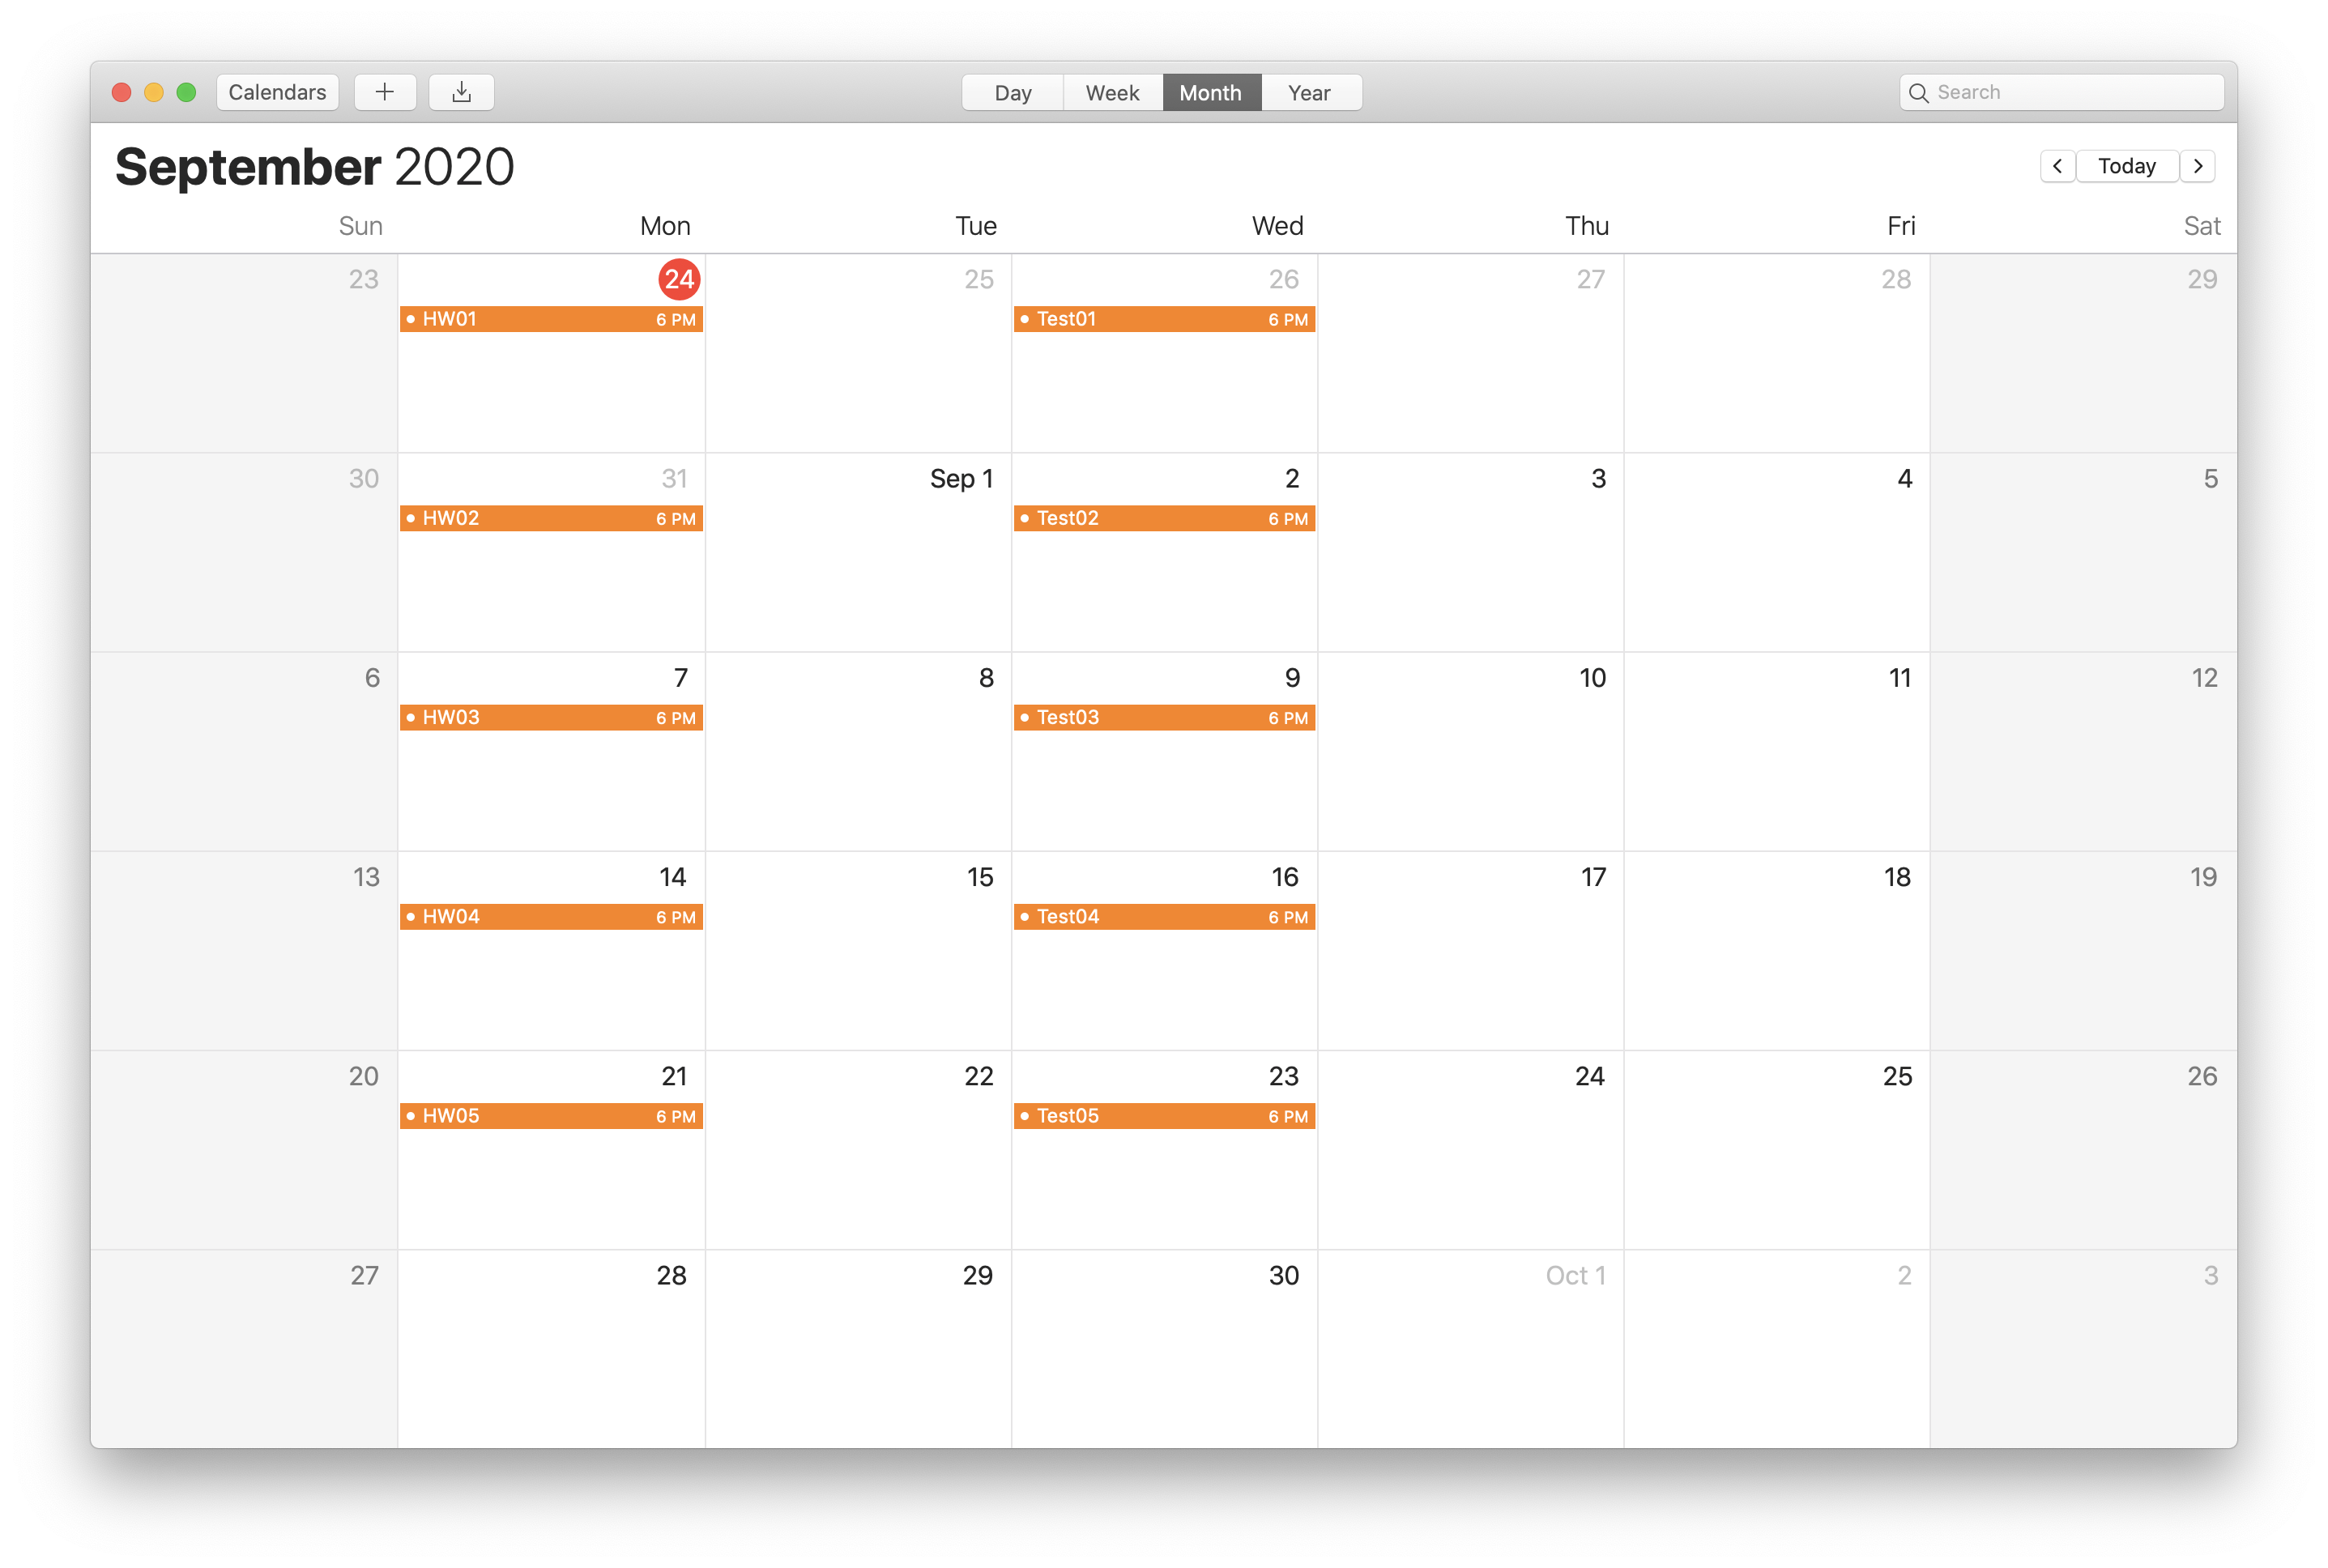 Calendars Day Week Month Year Search
September 2020 Today
Sun Mon Tue Wed Thu Fri Sat
23 24 25 26 27 28 29
HW01 6 PM Test01 6 PM
30 31 Sep 1 2 3 4 5
HW02 6 PM Test02 6 PM
6 7 8 9 10 11 12
HW03 6 PM Test03 6 PM
13 14 15 16 17 18 19
HW04 6 PM Test04 6 PM
20 21 22 23 24 25 26
HW05 6 PM Test05 6 PM
27 28 29 30 Oct 1 2 3